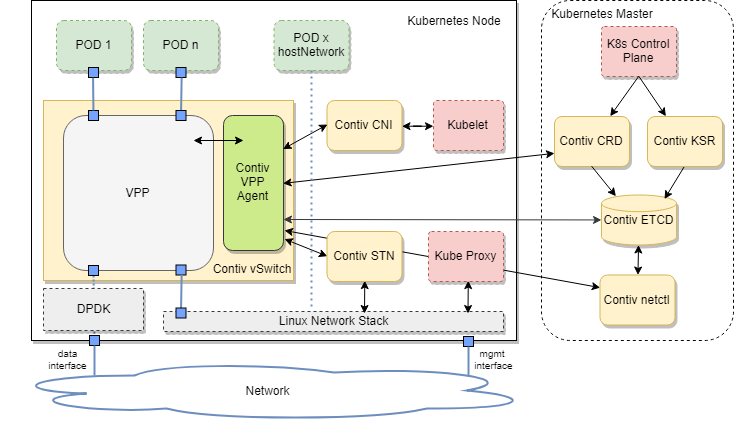 Kubernetes Node
Kubernetes Master
POD 1
POD n
POD x
hostNetwork
K8s Control
Plane
Contiv CNI
Kubelet
Contiv CRD
Contiv KSR
VPP
Contiv
VPP
Agent
Contiv ETCD
Contiv STN
Kube Proxy
Contiv vSwitch
Contiv netctl
DPDK
Linux Network Stack
data
interface
mgmt
interface
Network